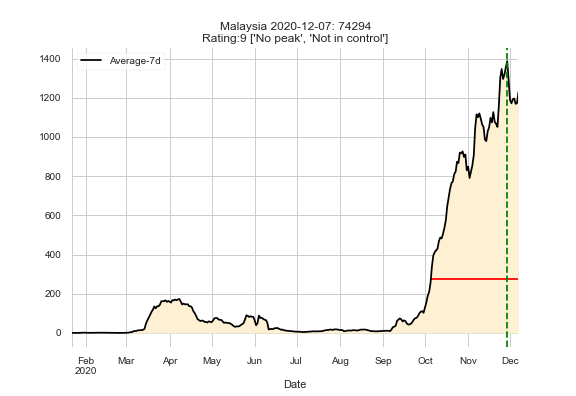 Malaysia 2020-12-07: 74294
Rating:9 ['No peak', 'Not in control']
Average-7d
1400
1200
1000
800
600
400
200
0
Feb Mar Apr May Jun Jul Aug Sep Oct Nov Dec
2020
Date